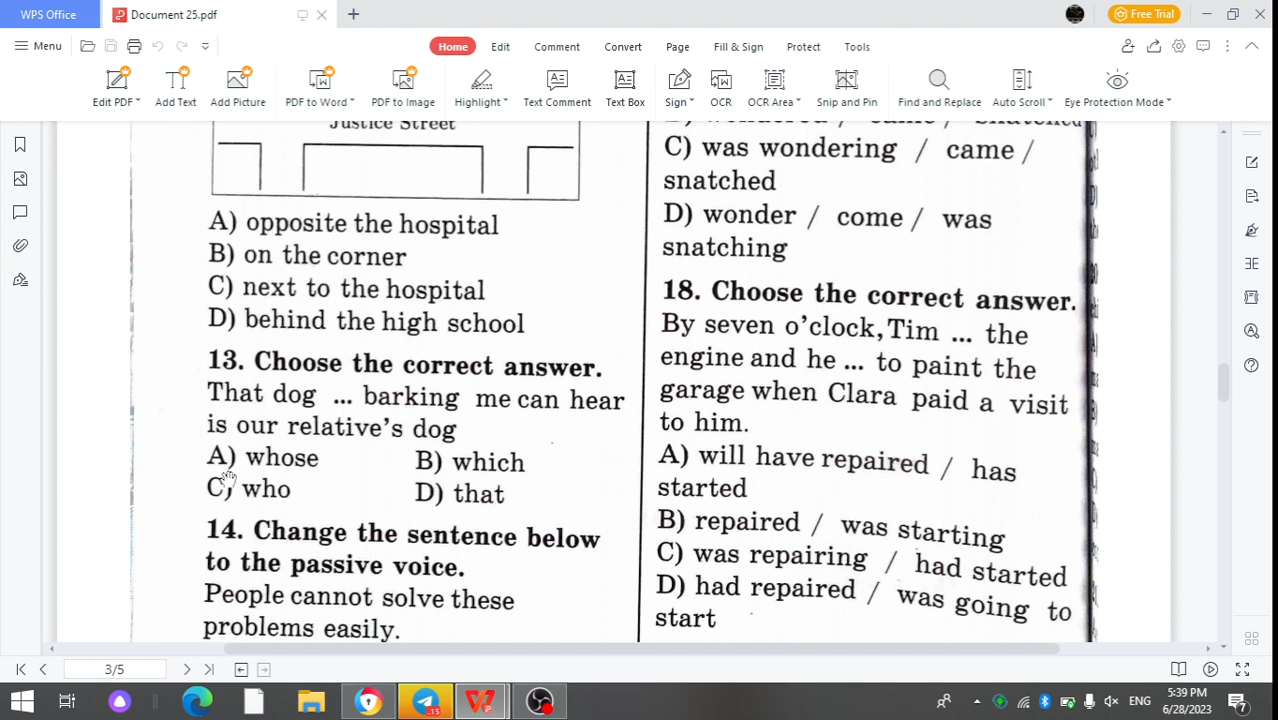 WPS Office
Document 25.pdf
Free Trial
Menu
Home
Edit
Comment
Convert
Page
Fill & Sign
Protect
Tools
Edit PDF
Add Text
Add Picture
PDF to Word
PDF to Image
Highlight
Text Comment
Text Box
Sign
OCR
OCR Area
Snip and Pin
Find and Replace
Auto Scroll
Eye Protection Mode
Justice Street
A) opposite the hospital
B) on the corner
C) next to the hospital
D) behind the high school
13. Choose the correct answer.
That dog ... barking me can hear
is our relative's dog
A) whose B) which
C) who D) that
14. Change the sentence below
to the passive voice.
People cannot solve these
problems easily.
C) was wondering / came /
snatched
D) wonder / come / was
snatching
18. Choose the correct answer.
By seven o'clock, Tim ... the
engine and he ... to paint the
garage when Clara paid a visit
to him.
A) will have repaired / has
started
B) repaired / was starting
C) was repairing / had started
D) had repaired / was going to
start
3/5
15
ENG
5:39 PM
6/28/2023
7